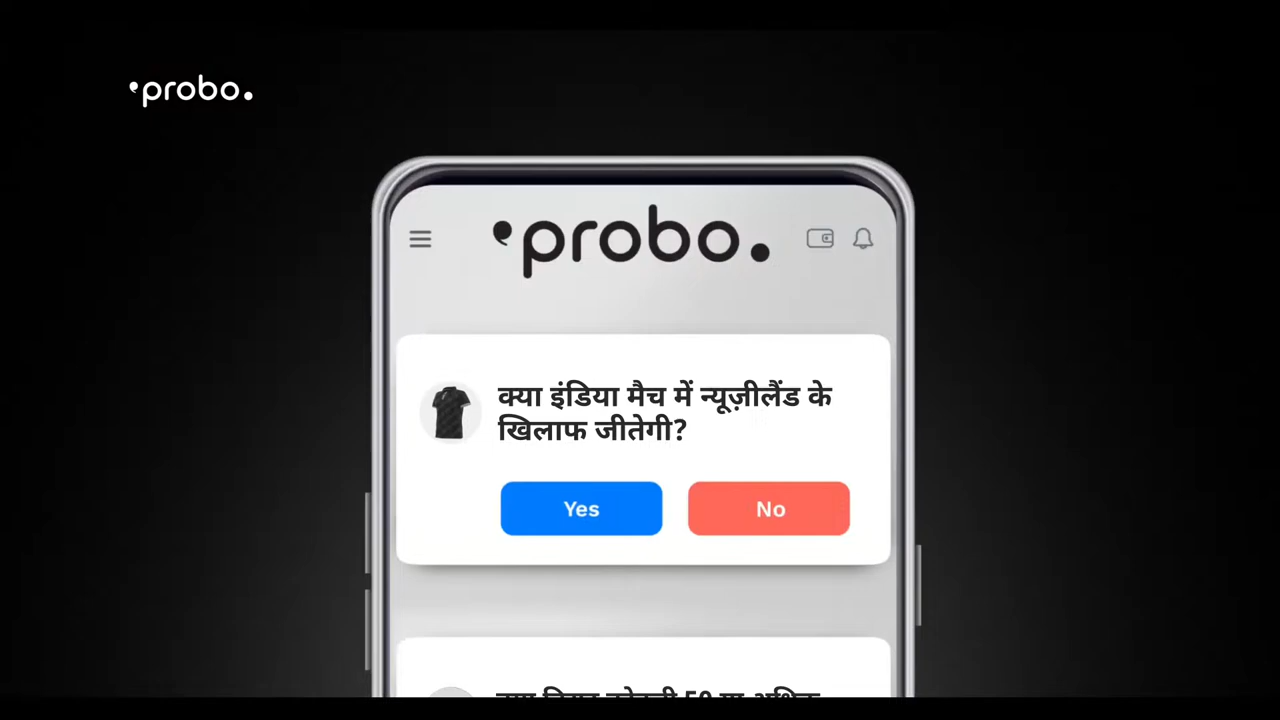 probo.
probo.
क्या इंडिया मैच में न्यूज़ीलैंड के
खिलाफ जीतेगी?
Yes
No